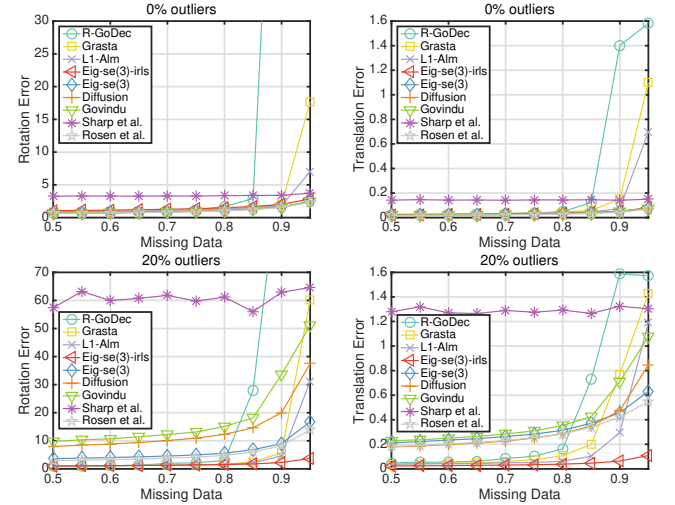 0% outliers
Rotation Error
30
25
20
15
10
5
0
R-GoDec
Grasta
L1-Alm
Eig-se(3)-irls
Eig-se(3)
Diffusion
Govindu
Sharp et al.
Rosen et al.
0.5 0.6 0.7 0.8 0.9
Missing Data
0% outliers
Translation Error
1.6
1.4
1.2
1
0.8
0.6
0.4
0.2
0
R-GoDec
Grasta
L1-Alm
Eig-se(3)-irls
Eig-se(3)
Diffusion
Govindu
Sharp et al.
Rosen et al.
0.5 0.6 0.7 0.8 0.9
Missing Data
20% outliers
Rotation Error
70
60
50
40
30
20
10
0
R-GoDec
Grasta
L1-Alm
Eig-se(3)-irls
Eig-se(3)
Diffusion
Govindu
Sharp et al.
Rosen et al.
0.5 0.6 0.7 0.8 0.9
Missing Data
20% outliers
Translation Error
1.6
1.4
1.2
1
0.8
0.6
0.4
0.2
0
R-GoDec
Grasta
L1-Alm
Eig-se(3)-irls
Eig-se(3)
Diffusion
Govindu
Sharp et al.
Rosen et al.
0.5 0.6 0.7 0.8 0.9
Missing Data